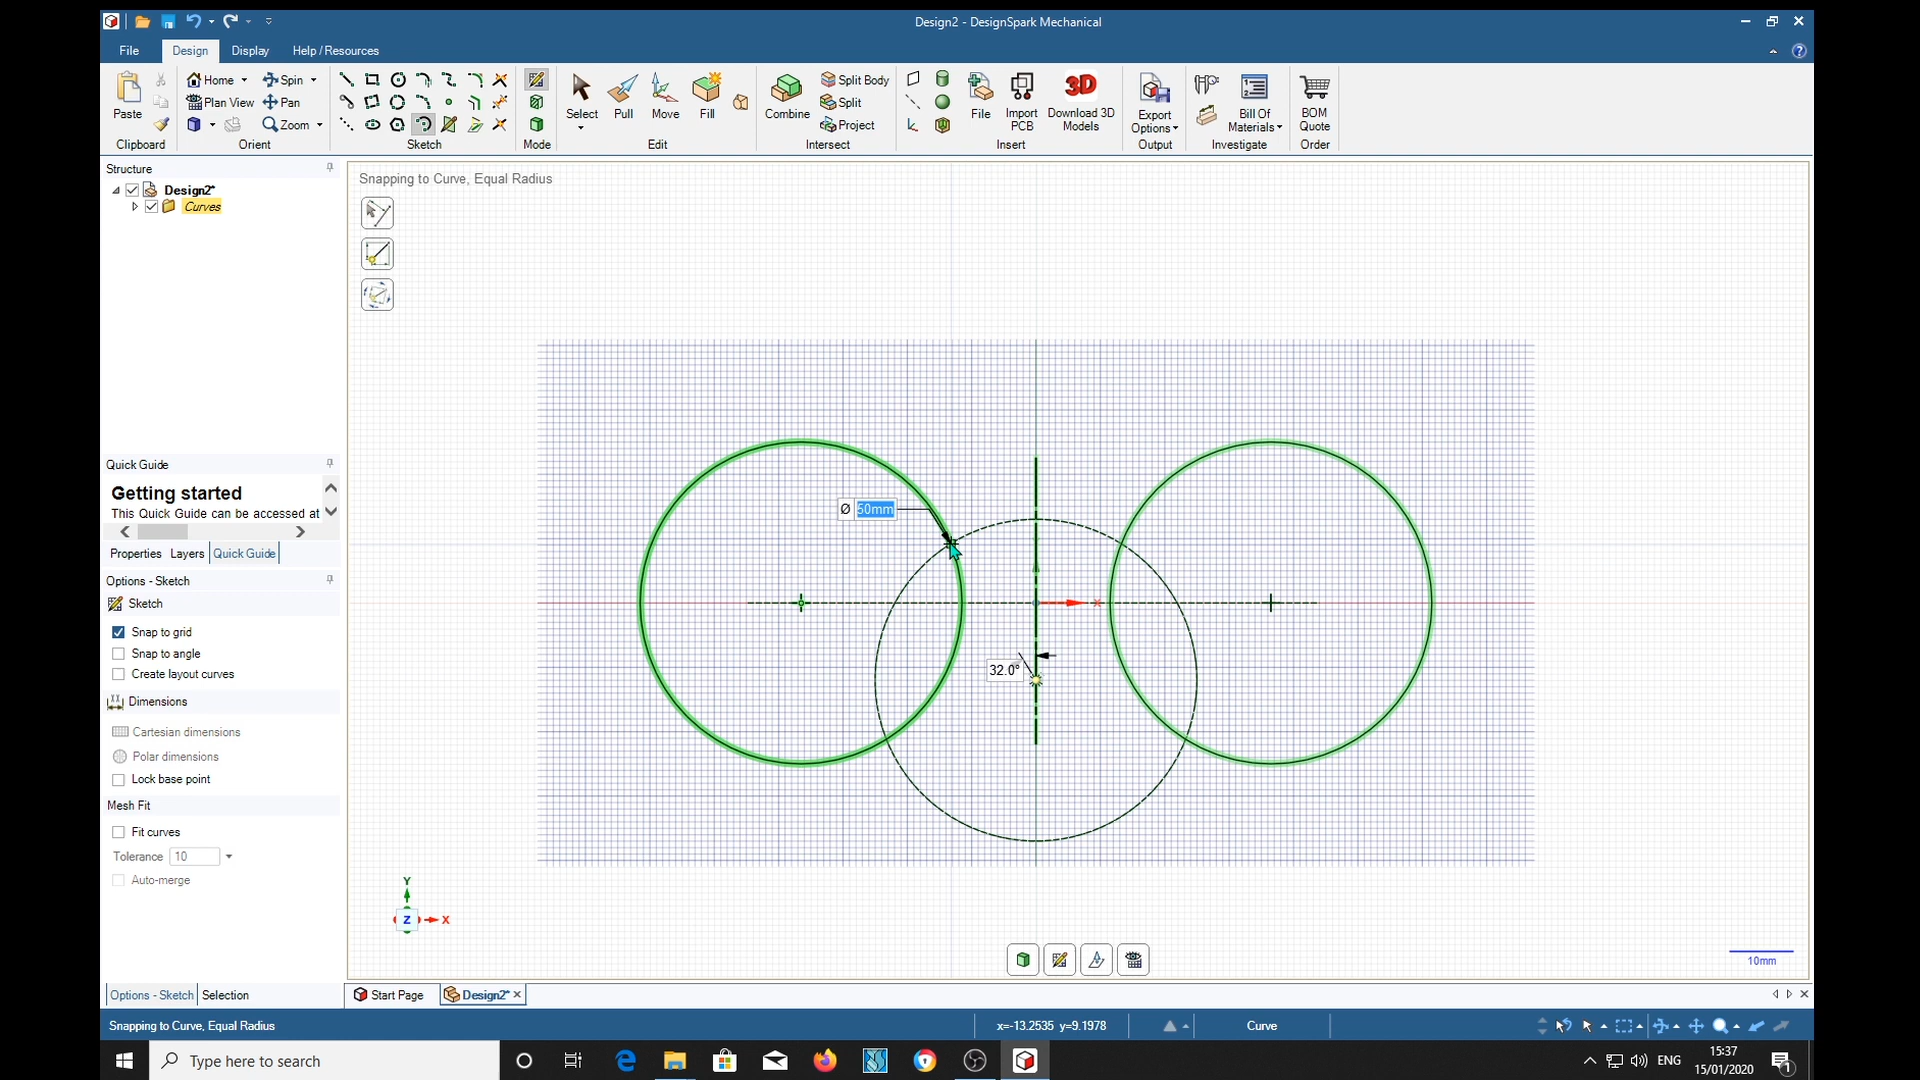 Design2 - DesignSpark Mechanical
File
Design
Display
Help / Resources
Paste
Home
Plan View
Spin
Pan
Zoom
Select
Pull
Move
Fill
Combine
Split Body
Split
Project
File
Import
PCB
Download 3D
Models
3D
Export
Options
Bill Of
Materials
BOM
Quote
Clipboard
Orient
Sketch
Mode
Edit
Intersect
Insert
Output
Investigate
Order
Structure
Design2*
Curves
Snapping to Curve, Equal Radius
Ø 50mm
32.0°
X
Quick Guide
Getting started
This Quick Guide can be accessed at
Properties
Layers
Quick Guide
Options - Sketch
Sketch
Snap to grid
Snap to angle
Create layout curves
Dimensions
Cartesian dimensions
Polar dimensions
Lock base point
Mesh Fit
Fit curves
Tolerance 10
Auto-merge
Y
Z
X
10mm
Options - Sketch
Selection
Start Page
Design2*
Snapping to Curve, Equal Radius
x=-13.2535 y=9.1978
Curve
Type here to search
ENG
15:37
15/01/2020
1